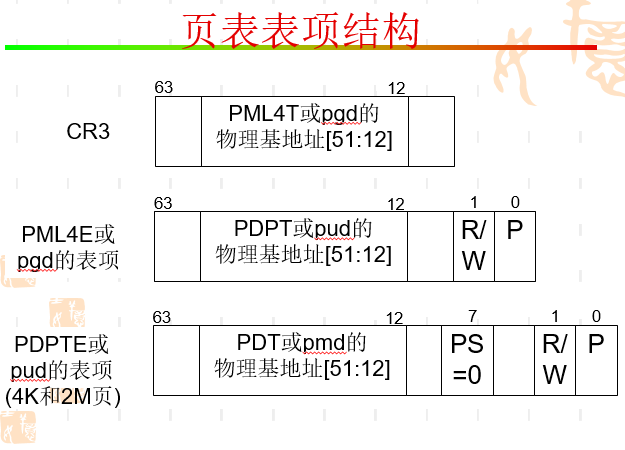 页表表项结构
63
12
CR3
PML4T或pgd的
物理基地址[51:12]
63
12
1
0
PML4E或
pgd的表项
PDPT或pud的
物理基地址[51:12]
R/
W
P
63
12
7
1
0
PDPTE或
pud的表项
(4K和2M页)
PDT或pmd的
物理基地址[51:12]
PS
=0
R/
W
P